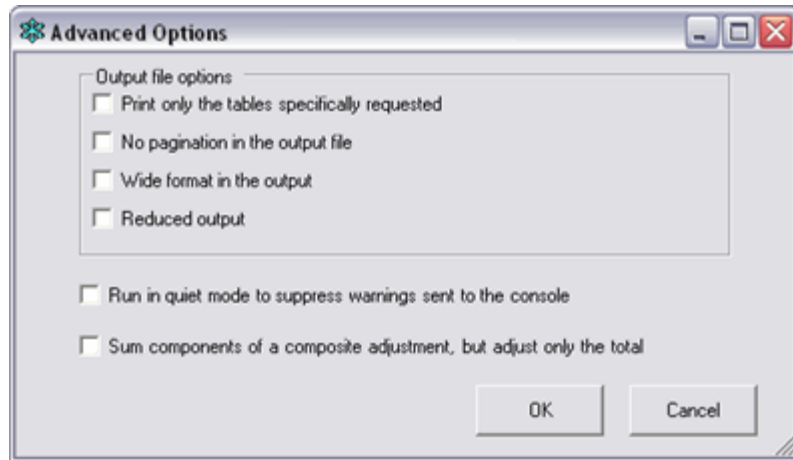 Advanced Options
Output file options
Print only the tables specifically requested
No pagination in the output file
Wide format in the output
Reduced output
Run in quiet mode to suppress warnings sent to the console
Sum components of a composite adjustment, but adjust only the total
OK
Cancel